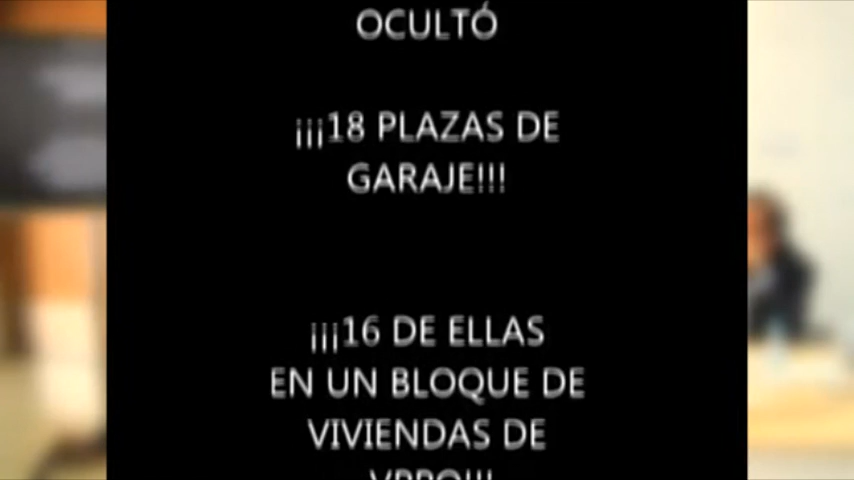 OCULTÓ
¡¡¡18 PLAZAS DE
GARAJE!!!
¡¡¡16 DE ELLAS
EN UN BLOQUE DE
VIVIENDAS DE